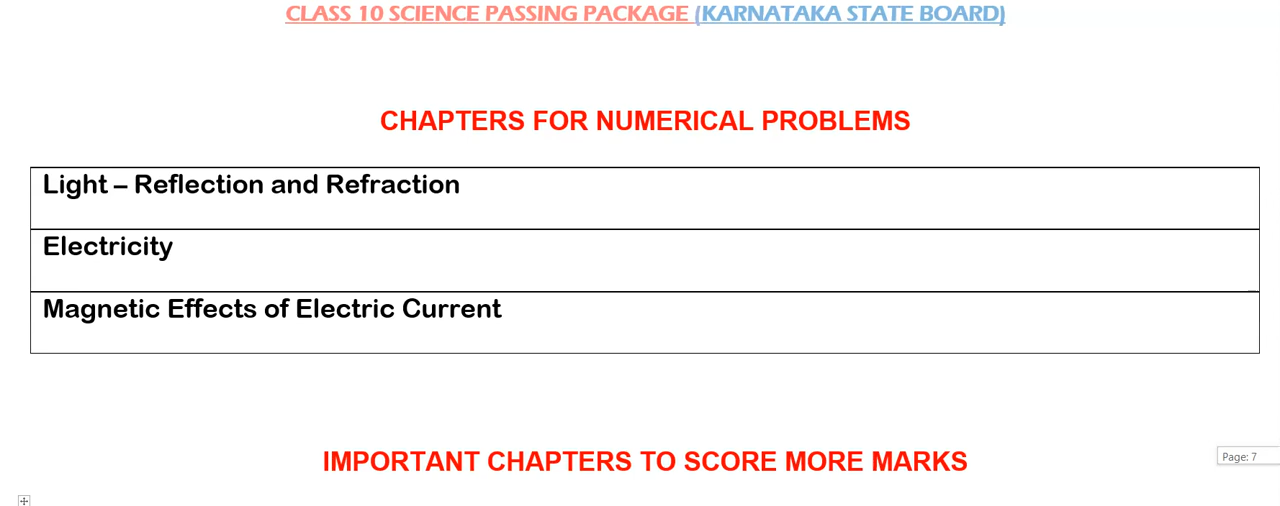 CLASS 10 SCIENCE PASSING PACKAGE (KARNATAKA STATE BOARD)
CHAPTERS FOR NUMERICAL PROBLEMS
Light – Reflection and Refraction
Electricity
Magnetic Effects of Electric Current
IMPORTANT CHAPTERS TO SCORE MORE MARKS
Page: 7